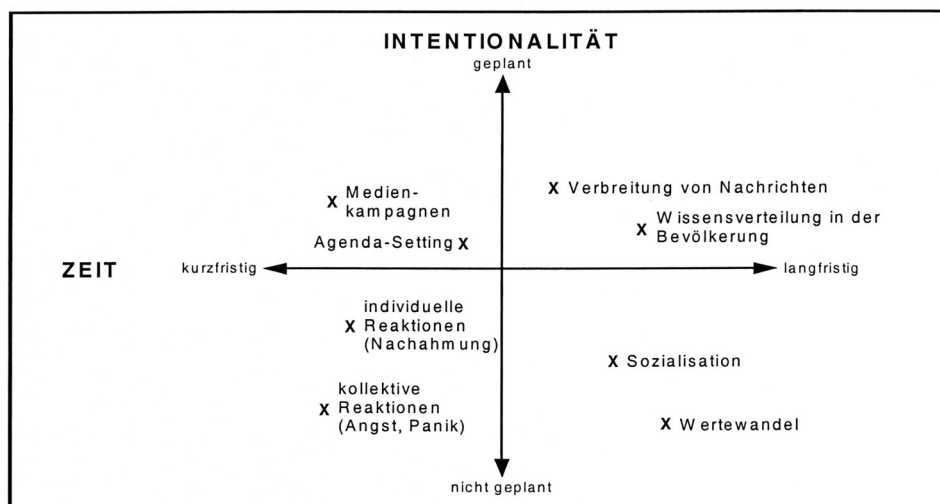 INTENTIONALITÄT
geplant
X Verbreitung von Nachrichten
X Medien-
kampagnen
X Wissensverteilung in der
Bevölkerung
Agenda-Setting X
ZEIT
kurzfristig
langfristig
individuelle
X Reaktionen
(Nachahmung)
X Sozialisation
kollektive
X Reaktionen
(Angst, Panik)
X Wertewandel
nicht geplant